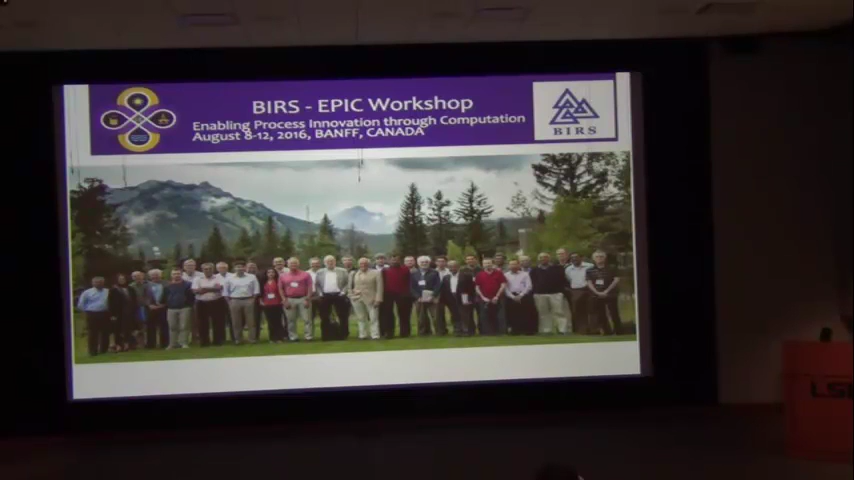 BIRS - EPIC Workshop
Enabling Process Innovation through Computation
August 8-12, 2016, BANFF, CANADA
BIRS